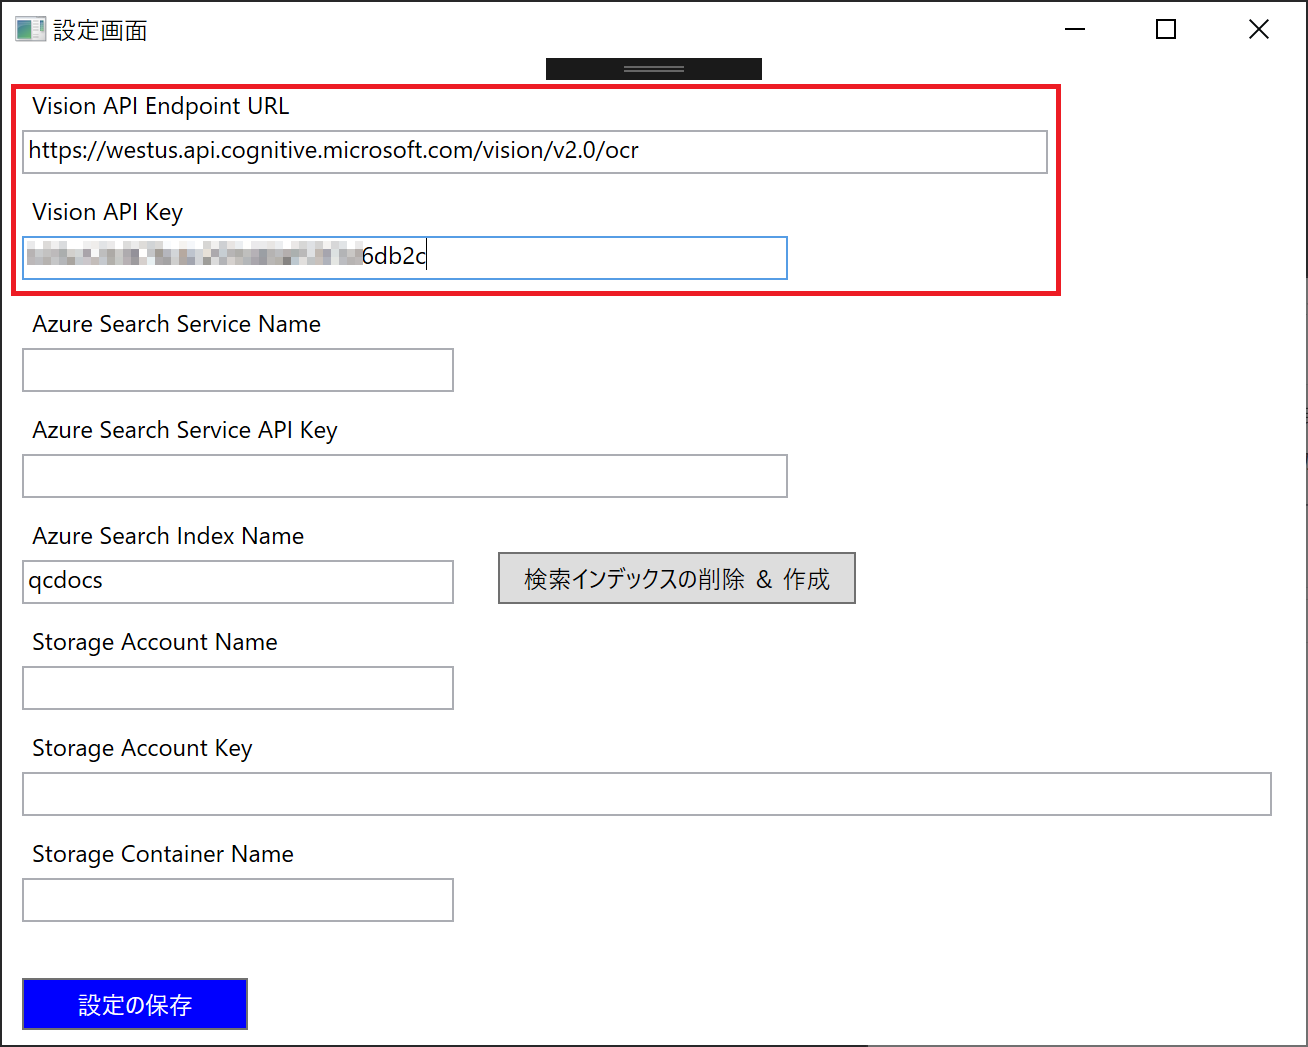 設定画面
Vision API Endpoint URL
https://westus.api.cognitive.microsoft.com/vision/v2.0/ocr
Vision API Key
6db2c
Azure Search Service Name
Azure Search Service API Key
Azure Search Index Name
qcdocs
検索インデックスの削除 & 作成
Storage Account Name
Storage Account Key
Storage Container Name
設定の保存